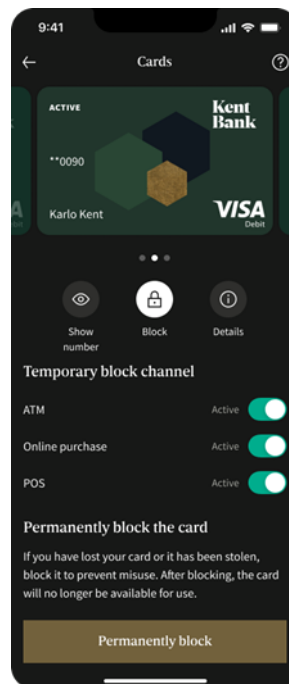 9:41
Cards
ACTIVE
Kent
Bank
**0090
Karlo Kent
VISA
Debit
Show
number
Block
Details
Temporary block channel
ATM
Active
Online purchase
Active
POS
Active
Permanently block the card
If you have lost your card or it has been stolen,
block it to prevent misuse. After blocking, the card
will no longer be available for use.
Permanently block